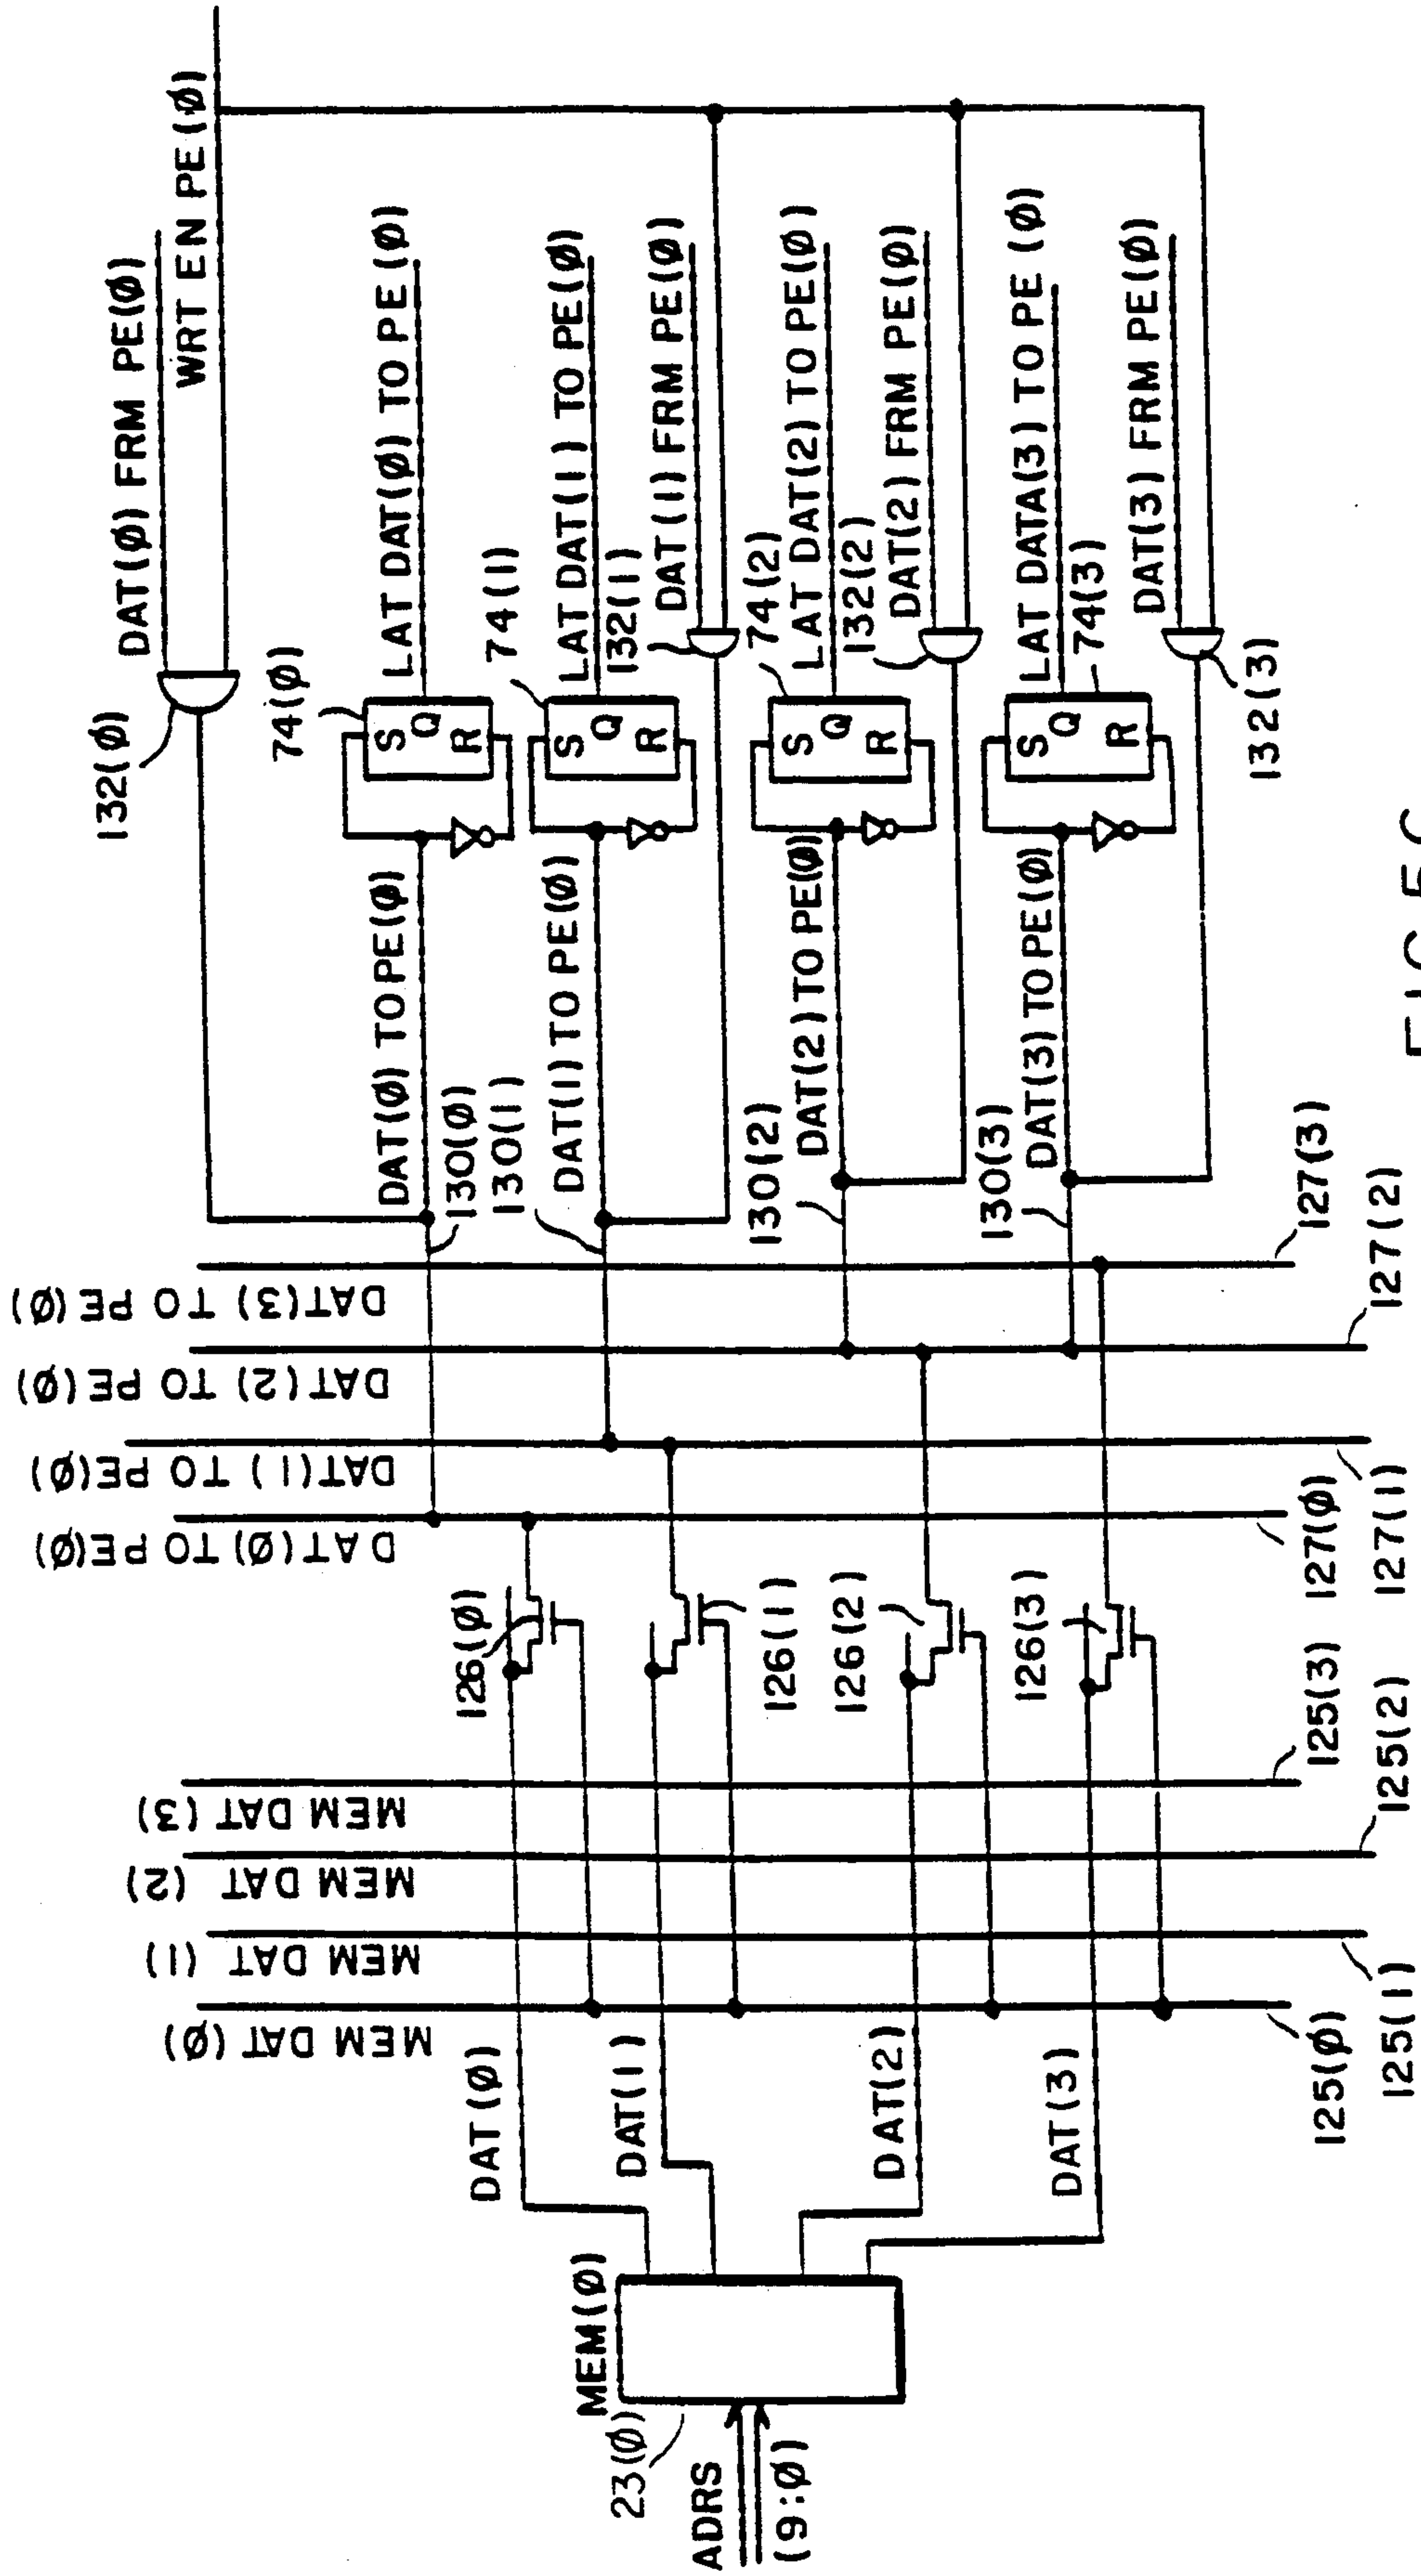 132(Ø)
DAT(Ø) FRM PE(Ø)
WRT EN PE(Ø)
74(Ø)
S
Q
R
LAT DAT(Ø) TO PE(Ø)
DAT(Ø) TO PE(Ø)
130(Ø)
130(1)
DAT(1) TO PE(Ø)
74(1)
S
Q
R
LAT DAT(1) TO PE(Ø)
132(1)
DAT(1) FRM PE(Ø)
130(2)
DAT(2) TO PE(Ø)
74(2)
S
Q
R
LAT DAT(2) TO PE(Ø)
132(2)
DAT(2) FRM PE(Ø)
130(3)
DAT(3) TO PE(Ø)
S
Q
R
LAT DATA(3) TO PE (Ø)
74(3)
DAT(3) FRM PE(Ø)
132(3)
MEM DAT (Ø)
MEM DAT (1)
MEM DAT (2)
MEM DAT (3)
DAT(Ø) TO PE(Ø)
DAT(1) TO PE(Ø)
DAT(2) TO PE(Ø)
DAT(3) TO PE(Ø)
DAT(Ø)
126(Ø)
DAT(1)
126(1)
DAT(2)
126(2)
DAT(3)
126(3)
MEM(Ø)
23(Ø)
ADRS
(9:Ø)
125(Ø)
125(1)
125(2)
125(3)
127(Ø)
127(1)
127(2)
127(3)